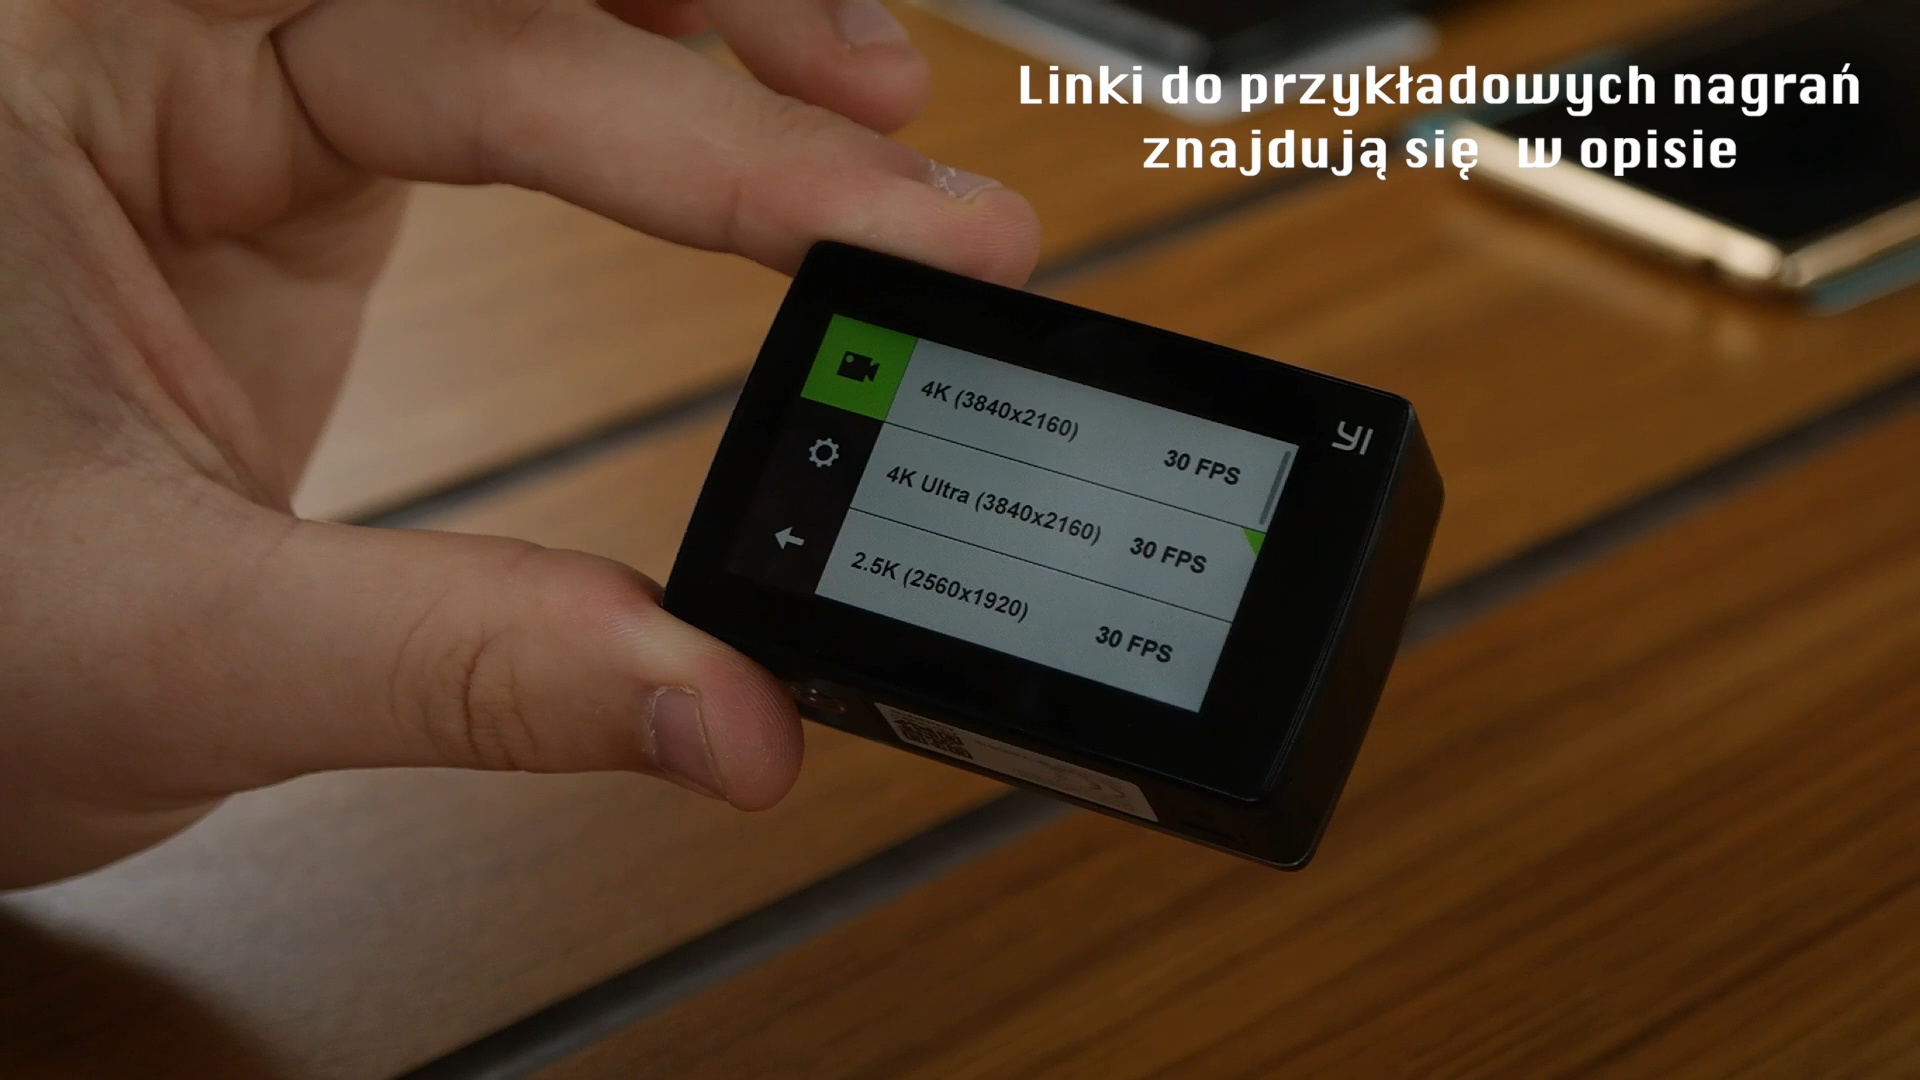 Linki do przykładowych nagrań
znajdują się w opisie
YI
4K (3840x2160) 30 FPS
4K Ultra (3840x2160) 30 FPS
2.5K (2560x1920) 30 FPS